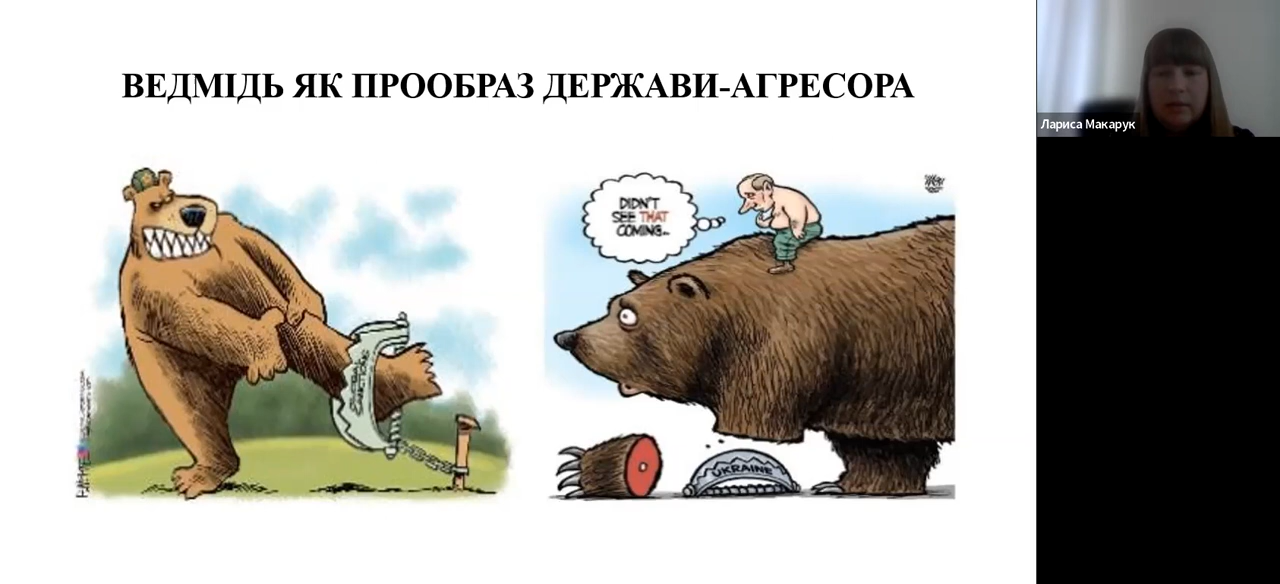 ВЕДМІДЬ ЯК ПРООБРАЗ ДЕРЖАВИ-АГРЕСОРА
Лариса Макарук
DIDN'T
SEE THAT
COMING..
UKRAINE